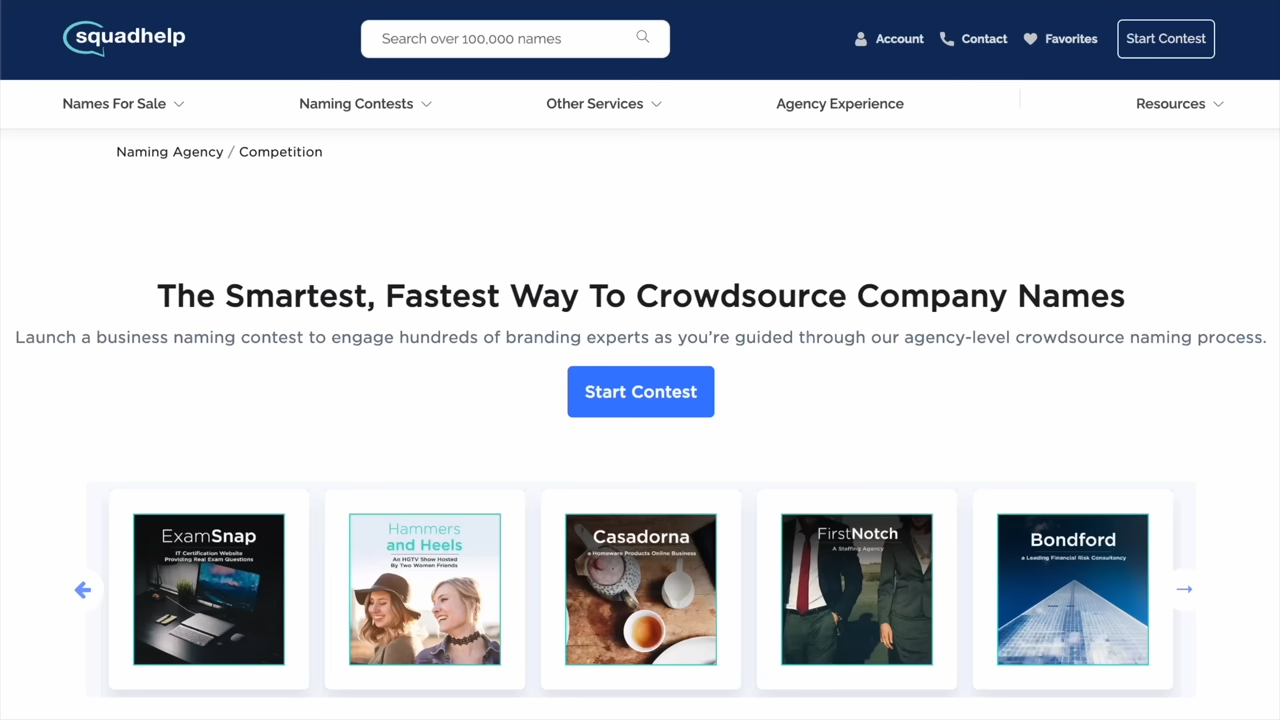 squadhelp
Search over 100,000 names
Account
Contact
Favorites
Start Contest
Names For Sale
Naming Contests
Other Services
Agency Experience
Resources
Naming Agency / Competition
The Smartest, Fastest Way To Crowdsource Company Names
Launch a business naming contest to engage hundreds of branding experts as you’re guided through our agency-level crowdsource naming process.
Start Contest
ExamSnap
IT Certification Website
Providing Real Exam Questions
Hammers
and Heels
An HGTV Show Hosted
By Two Women Friends
Casadorna
a Homeware Products Online Business
FirstNotch
A Staffing Agency
Bondford
a Leading Financial Risk Consultancy